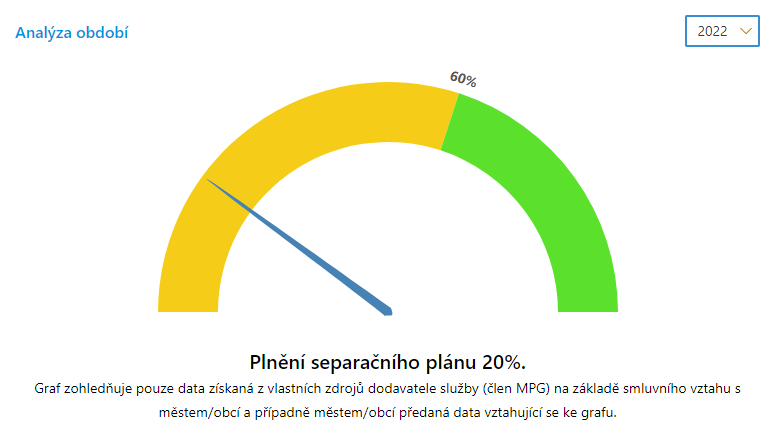 Analýza období
2022
60%
Plnění separačního plánu 20%.
Graf zohledňuje pouze data získaná z vlastních zdrojů dodavatele služby (člen MPG) na základě smluvního vztahu s
městem/obcí a případně městem/obcí předaná data vztahující se ke grafu.